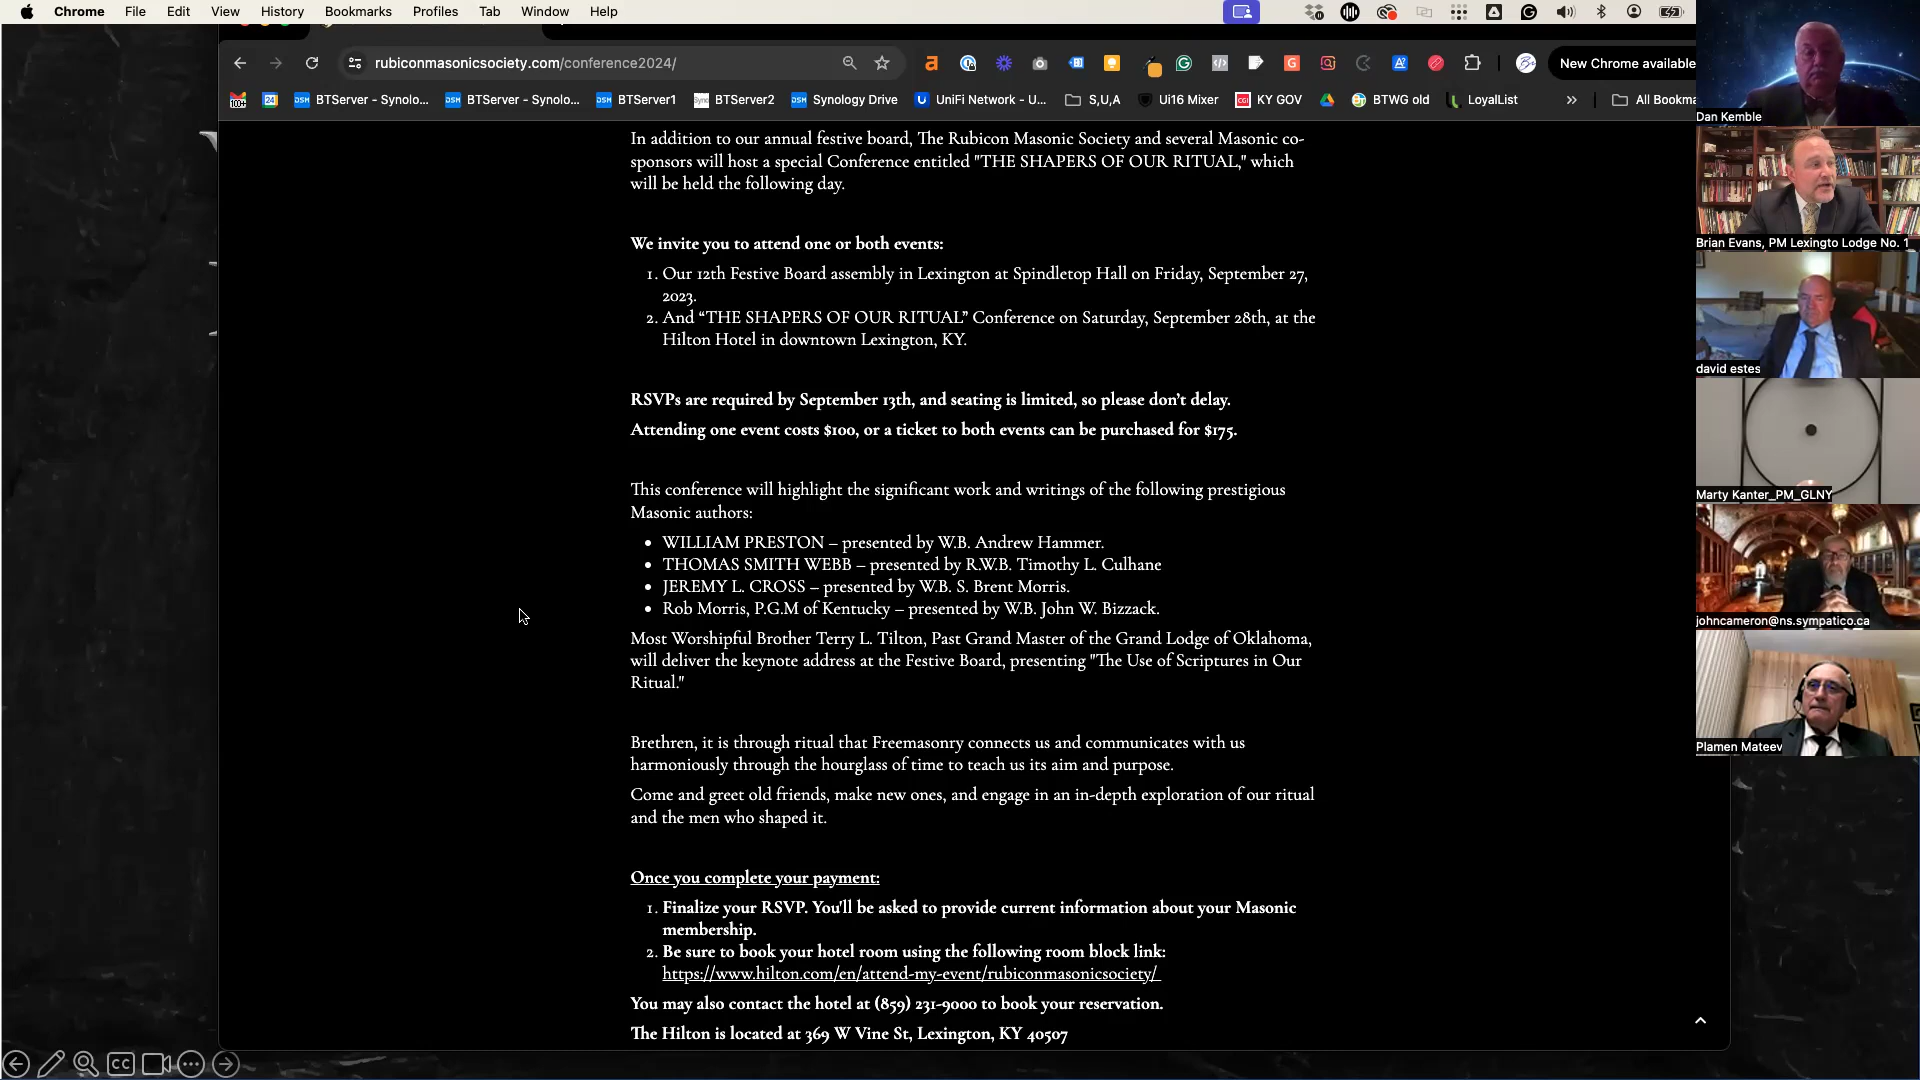 Chrome File Edit View History Bookmarks Profiles Tab Window Help
rubiconmasonicsociety.com/conference2024/
New Chrome available
BTServer - Synolo... BTServer - Synolo... BTServer1 BTServer2 Synology Drive UniFi Network - U... S,U,A Ui16 Mixer KY GOV BTWG old LoyalList » All Bookma
In addition to our annual festive board, The Rubicon Masonic Society and several Masonic co-
sponsors will host a special Conference entitled "THE SHAPERS OF OUR RITUAL," which
will be held the following day.
We invite you to attend one or both events:
1. Our 12th Festive Board assembly in Lexington at Spindletop Hall on Friday, September 27,
2023.
2. And “THE SHAPERS OF OUR RITUAL” Conference on Saturday, September 28th, at the
Hilton Hotel in downtown Lexington, KY.
RSVPs are required by September 13th, and seating is limited, so please don’t delay.
Attending one event costs $100, or a ticket to both events can be purchased for $175.
This conference will highlight the significant work and writings of the following prestigious
Masonic authors:
• WILLIAM PRESTON – presented by W.B. Andrew Hammer.
• THOMAS SMITH WEBB – presented by R.W.B. Timothy L. Culhane
• JEREMY L. CROSS – presented by W.B. S. Brent Morris.
• Rob Morris, P.G.M of Kentucky – presented by W.B. John W. Bizzack.
Most Worshipful Brother Terry L. Tilton, Past Grand Master of the Grand Lodge of Oklahoma,
will deliver the keynote address at the Festive Board, presenting "The Use of Scriptures in Our
Ritual."
Brethren, it is through ritual that Freemasonry connects us and communicates with us
harmoniously through the hourglass of time to teach us its aim and purpose.
Come and greet old friends, make new ones, and engage in an in-depth exploration of our ritual
and the men who shaped it.
Once you complete your payment:
1. Finalize your RSVP. You'll be asked to provide current information about your Masonic
membership.
2. Be sure to book your hotel room using the following room block link:
https://www.hilton.com/en/attend-my-event/rubiconmasonicsociety/
You may also contact the hotel at (859) 231-9000 to book your reservation.
The Hilton is located at 369 W Vine St, Lexington, KY 40507
Dan Kemble
Brian Evans, PM Lexingto Lodge No. 1
david estes
Marty Kanter_PM_GLNY
johncameron@ns.sympatico.ca
Plamen Mateev
CC